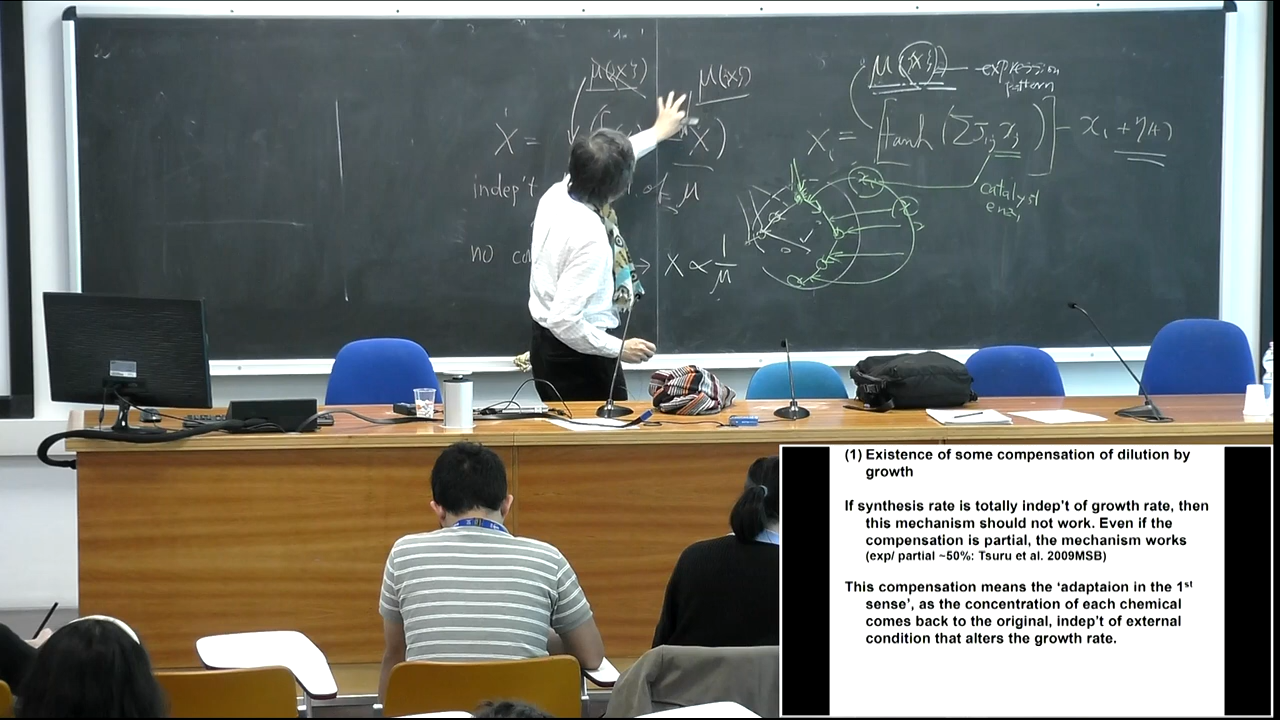 μ({x}) μ({x})
Ẋ =
X)
indep't of μ
no
→ X ∝ 1/μ
μ({x}) — expression
pattern
ẋᵢ = [tanh (ΣJᵢⱼ xⱼ)] − xᵢ + η(t)
catalyst
(1) Existence of some compensation of dilution by
growth
If synthesis rate is totally indep't of growth rate, then
this mechanism should not work. Even if the
compensation is partial, the mechanism works
(exp/ partial ~50%: Tsuru et al. 2009MSB)
This compensation means the 'adaptaion in the 1st
sense', as the concentration of each chemical
comes back to the original, indep't of external
condition that alters the growth rate.